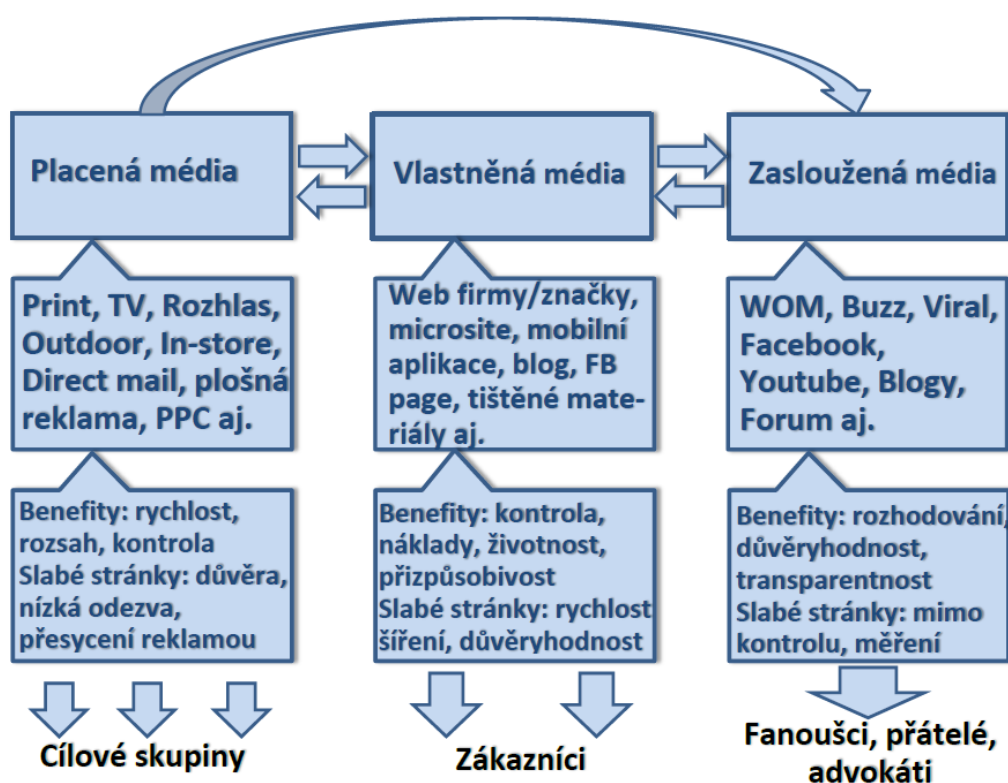 Placená média
Vlastněná média
Zasloužená média
Print, TV, Rozhlas,
Outdoor, In-store,
Direct mail, plošná
reklama, PPC aj.
Web firmy/značky,
microsite, mobilní
aplikace, blog, FB
page, tištěné mate-
riály aj.
WOM, Buzz, Viral,
Facebook,
Youtube, Blogy,
Forum aj.
Benefity: rychlost,
rozsah, kontrola
Slabé stránky: důvěra,
nízká odezva,
přesycení reklamou
Benefity: kontrola,
náklady, životnost,
přizpůsobivost
Slabé stránky: rychlost
šíření, důvěryhodnost
Benefity: rozhodování,
důvěryhodnost,
transparentnost
Slabé stránky: mimo
kontrolu, měření
Cílové skupiny
Zákazníci
Fanoušci, přátelé,
advokáti